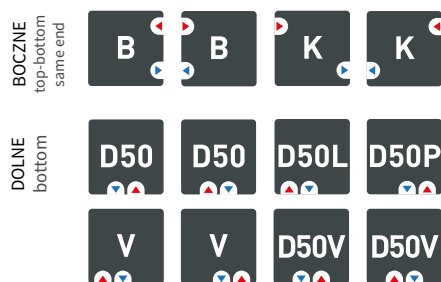 BOCZNE
top-bottom
same end
B B K K
DOLNE
bottom
D50 D50 D50L D50P
V V D50V D50V